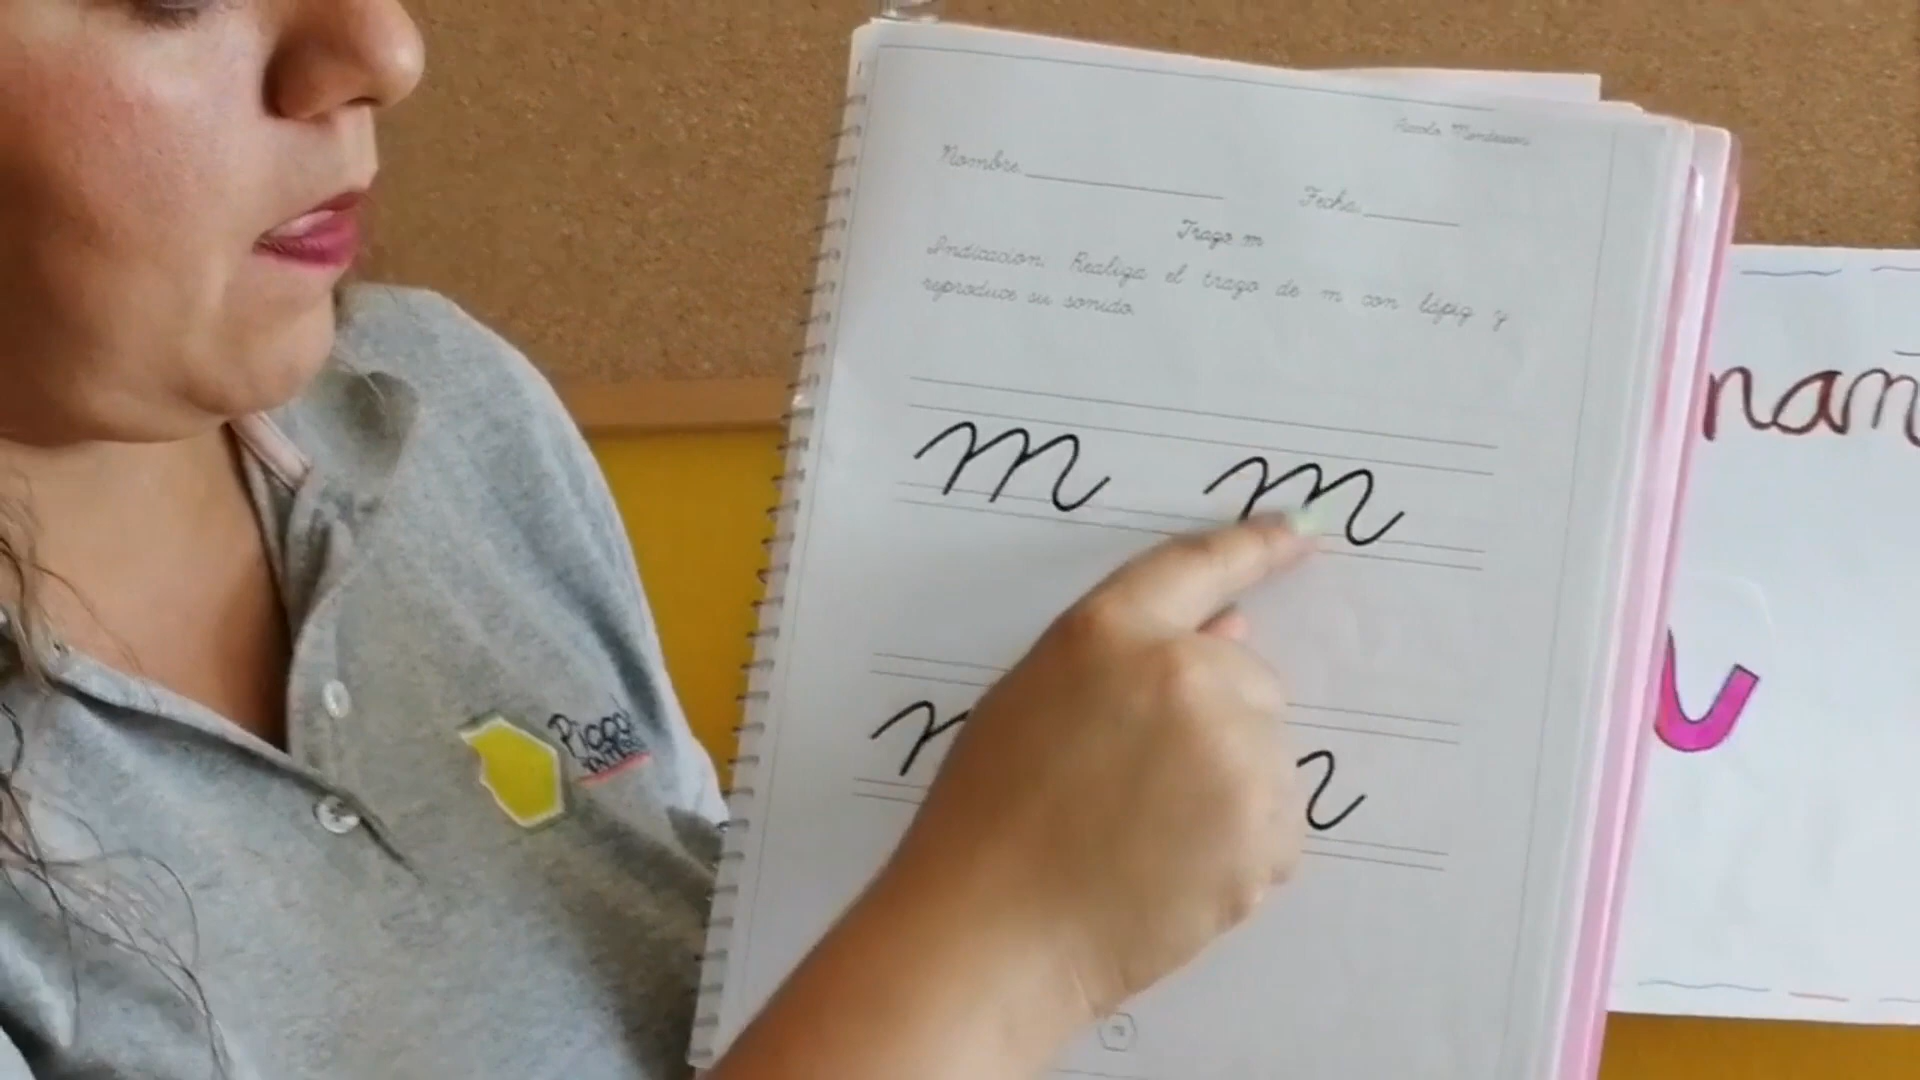 Piccolo Montessori
Nombre: Fecha:
Trazo m
Indicación: Realiza el trazo de m con lápiz y
reproduce su sonido.
m m